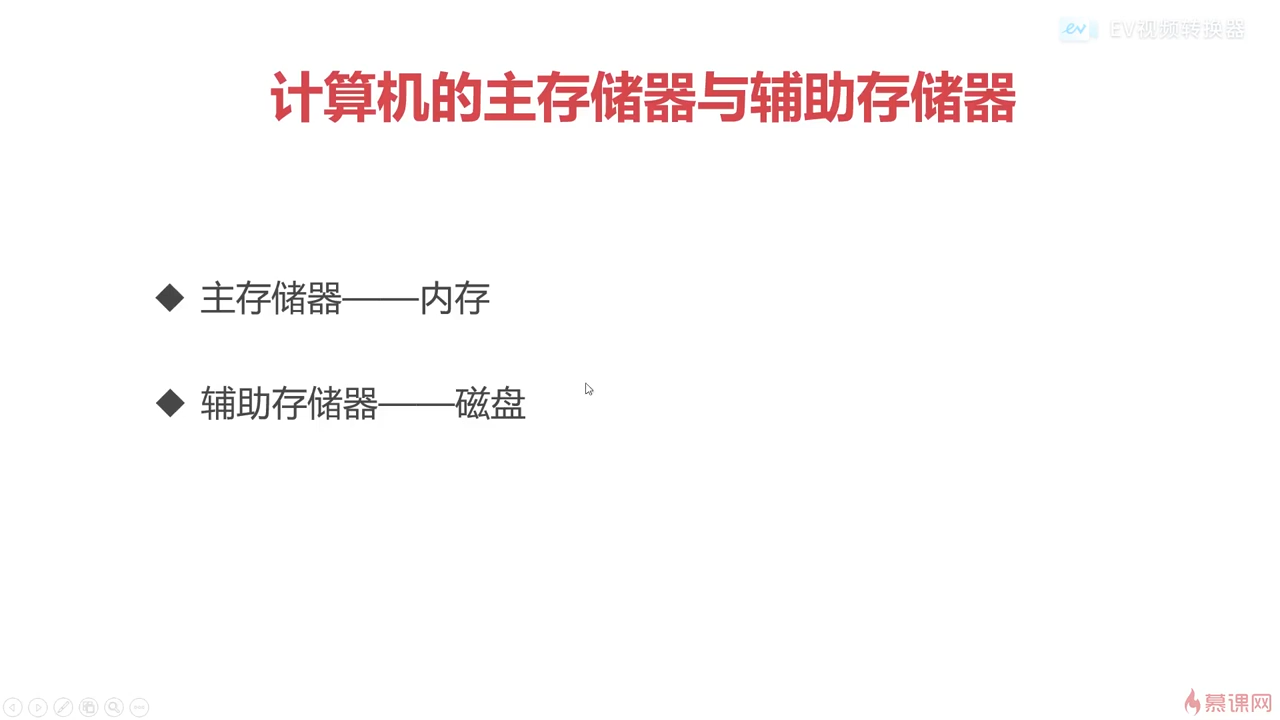 EV视频转换器
计算机的主存储器与辅助存储器
◆ 主存储器——内存
◆ 辅助存储器——磁盘
慕课网